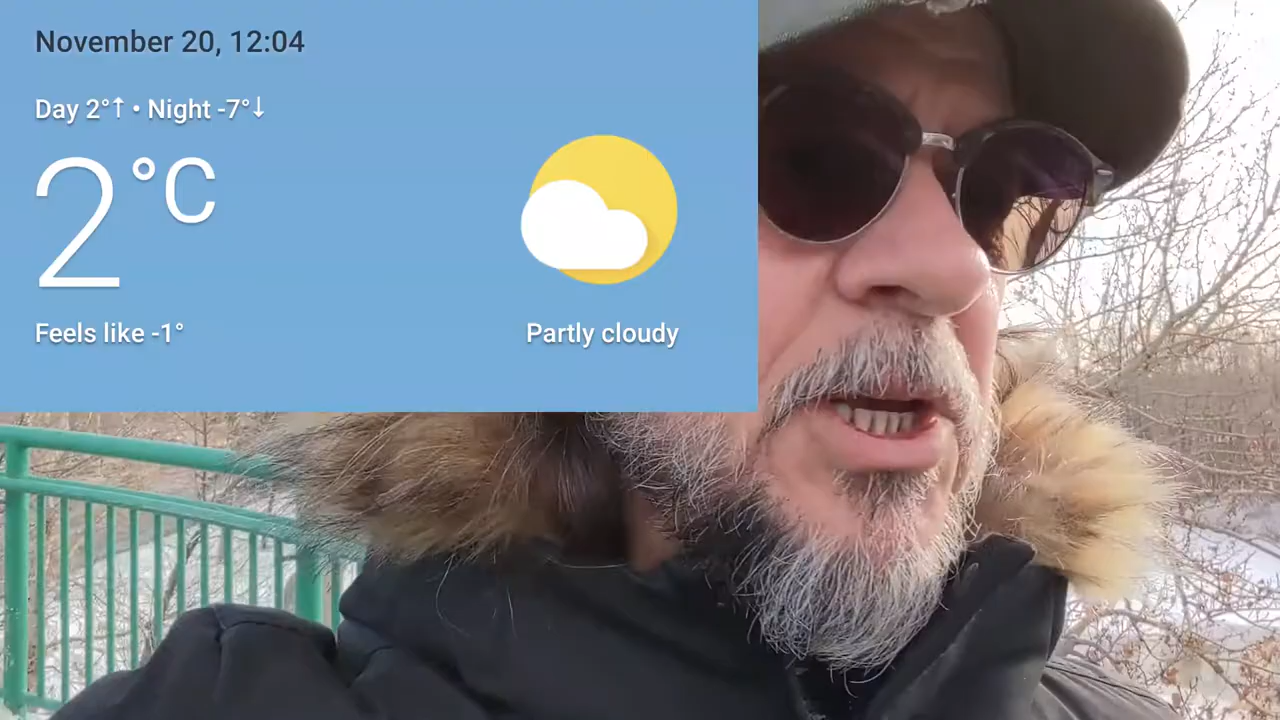 November 20, 12:04
Day 2°↑ • Night -7°↓
2°C
Feels like -1°
Partly cloudy